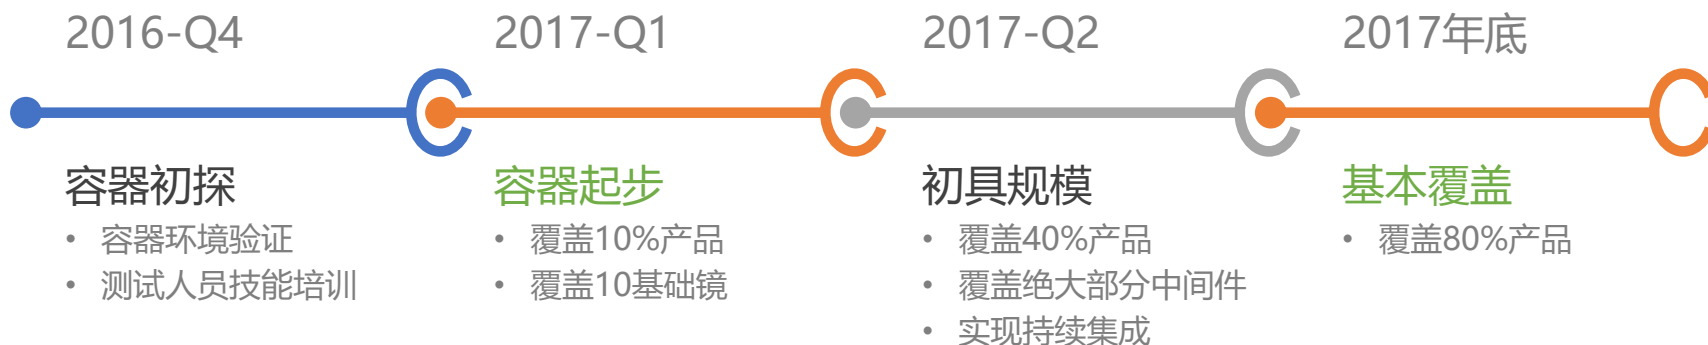 2016-Q4
2017-Q1
2017-Q2
2017年底
容器初探
• 容器环境验证
• 测试人员技能培训
容器起步
• 覆盖10%产品
• 覆盖10基础镜
初具规模
• 覆盖40%产品
• 覆盖绝大部分中间件
• 实现持续集成
基本覆盖
• 覆盖80%产品